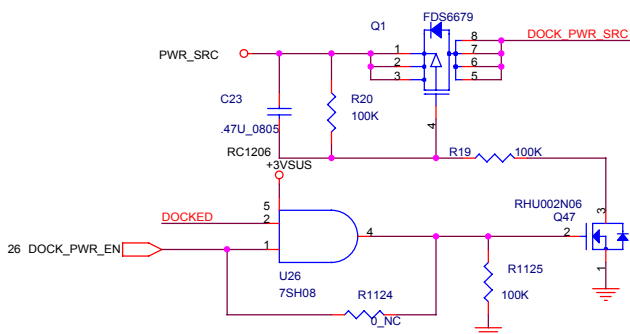 Q1
FDS6679
DOCK_PWR_SRC
PWR_SRC
1
2
3
8
7
6
5
4
C23
.47U_0805
R20
100K
RC1206
+3VSUS
R19
100K
RHU002N06
Q47
3
2
1
DOCKED
26 DOCK_PWR_EN
5
2
1
4
U26
7SH08
R1124
0_NC
R1125
100K